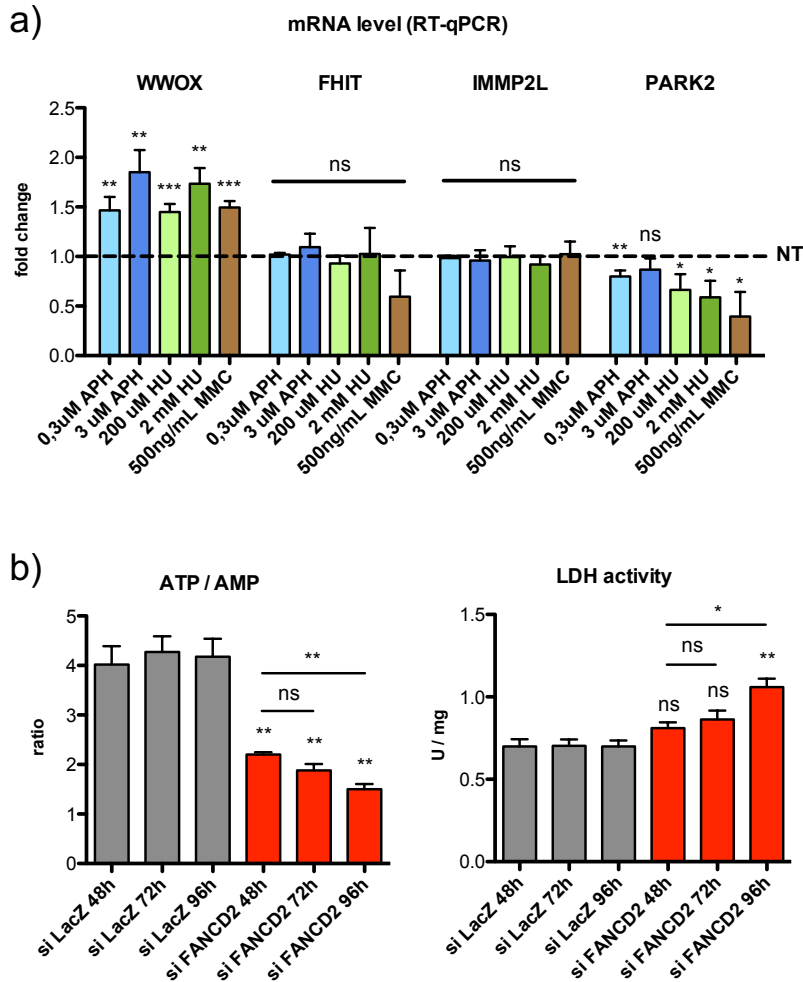 a)
mRNA level (RT-qPCR)
WWOX FHIT IMMP2L PARK2
fold change
2.5
2.0
1.5
1.0
0.5
0.0
** ** *** ** ***
ns
ns
** ns * * *
NT
0,3uM APH
3 uM APH
200 uM HU
2 mM HU
500ng/mL MMC
0,3uM APH
3 uM APH
200 uM HU
2 mM HU
500ng/mL MMC
0,3uM APH
3 uM APH
200 uM HU
2 mM HU
500ng/mL MMC
0,3uM APH
3 uM APH
200 uM HU
2 mM HU
500ng/mL MMC
b)
ATP / AMP
ratio
5
4
3
2
1
0
**
ns
** ** **
si LacZ 48h
si LacZ 72h
si LacZ 96h
si FANCD2 48h
si FANCD2 72h
si FANCD2 96h
LDH activity
U / mg
1.5
1.0
0.5
0.0
*
ns
ns ns **
si LacZ 48h
si LacZ 72h
si LacZ 96h
si FANCD2 48h
si FANCD2 72h
si FANCD2 96h